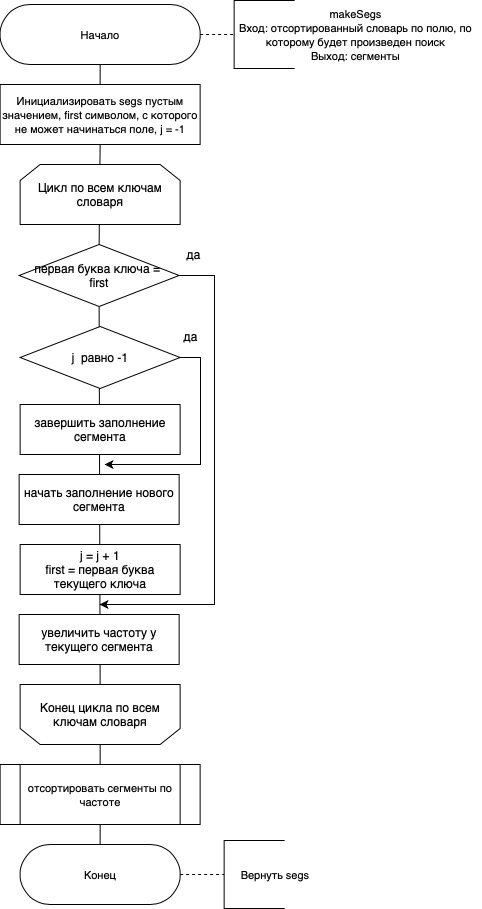 Начало
makeSegs
Вход: отсортированный словарь по полю, по
которому будет произведен поиск
Выход: сегменты
Инициализировать segs пустым
значением, first символом, с которого
не может начинаться поле, j = -1
Цикл по всем ключам
словаря
да
первая буква ключа =
first
да
j равно -1
завершить заполнение
сегмента
начать заполнение нового
сегмента
j = j + 1
first = первая буква
текущего ключа
увеличить частоту у
текущего сегмента
Конец цикла по всем
ключам словаря
отсортировать сегменты по
частоте
Конец
Вернуть segs